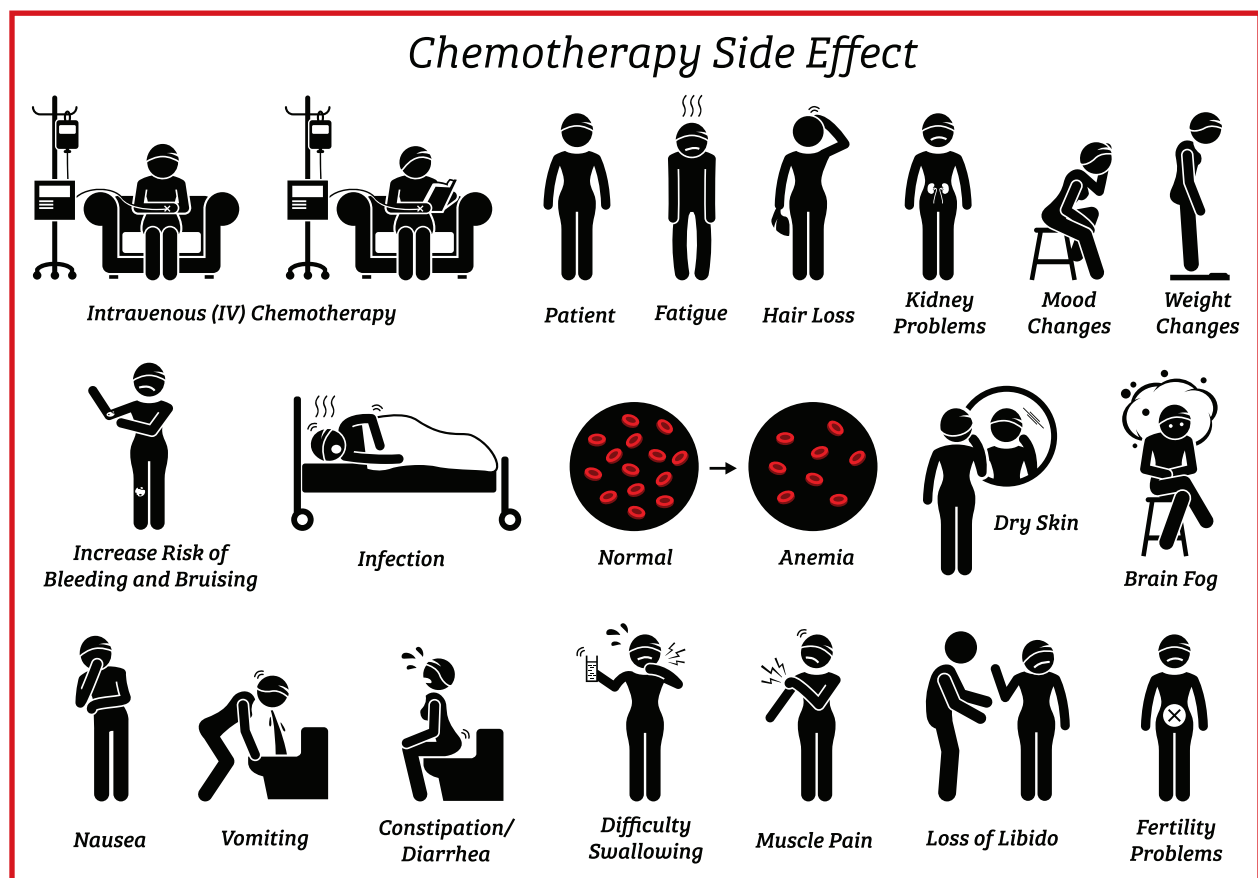 Chemotherapy Side Effect
Intravenous (IV) Chemotherapy
Patient
Fatigue
Hair Loss
Kidney
Problems
Mood
Changes
Weight
Changes
Increase Risk of
Bleeding and Bruising
Infection
Normal
Anemia
Dry Skin
Brain Fog
Nausea
Vomiting
Constipation/
Diarrhea
Difficulty
Swallowing
Muscle Pain
Loss of Libido
Fertility
Problems